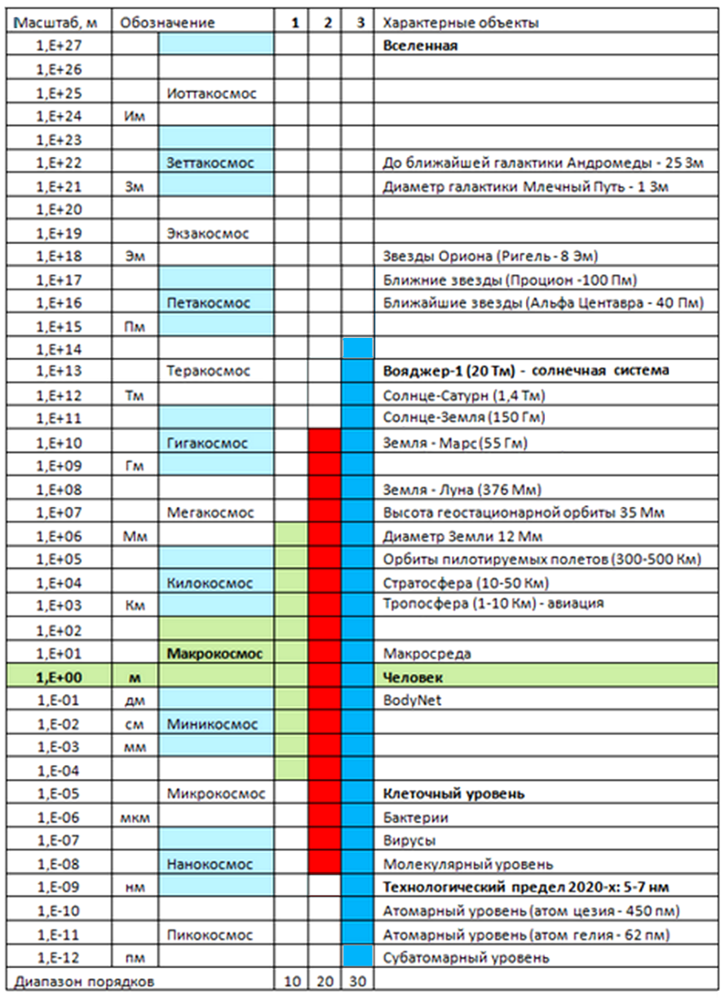 Масштаб, м Обозначение 1 2 3 Характерные объекты
1,E+27 Вселенная
1,E+26
1,E+25 Иоттакосмос
1,E+24 Им
1,E+23
1,E+22 Зеттакосмос До ближайшей галактики Андромеды - 25 Зм
1,E+21 Зм Диаметр галактики Млечный Путь - 1 Зм
1,E+20
1,E+19 Экзакосмос
1,E+18 Эм Звезды Ориона (Ригель - 8 Эм)
1,E+17 Ближние звезды (Процион -100 Пм)
1,E+16 Петакосмос Ближайшие звезды (Альфа Центавра - 40 Пм)
1,E+15 Пм
1,E+14
1,E+13 Теракосмос Вояджер-1 (20 Тм) - солнечная система
1,E+12 Тм Солнце-Сатурн (1,4 Тм)
1,E+11 Солнце-Земля (150 Гм)
1,E+10 Гигакосмос Земля - Марс (55 Гм)
1,E+09 Гм
1,E+08 Земля - Луна (376 Мм)
1,E+07 Мегакосмос Высота геостационарной орбиты 35 Мм
1,E+06 Мм Диаметр Земли 12 Мм
1,E+05 Орбиты пилотируемых полетов (300-500 Км)
1,E+04 Килокосмос Стратосфера (10-50 Км)
1,E+03 Км Тропосфера (1-10 Км) - авиация
1,E+02
1,E+01 Макрокосмос Макросреда
1,E+00 м Человек
1,E-01 дм BodyNet
1,E-02 см Миникосмос
1,E-03 мм
1,E-04
1,E-05 Микрокосмос Клеточный уровень
1,E-06 мкм Бактерии
1,E-07 Вирусы
1,E-08 Нанокосмос Молекулярный уровень
1,E-09 нм Технологический предел 2020-х: 5-7 нм
1,E-10 Атомарный уровень (атом цезия - 450 пм)
1,E-11 Пикокосмос Атомарный уровень (атом гелия - 62 пм)
1,E-12 пм Субатомарный уровень
Диапазон порядков 10 20 30